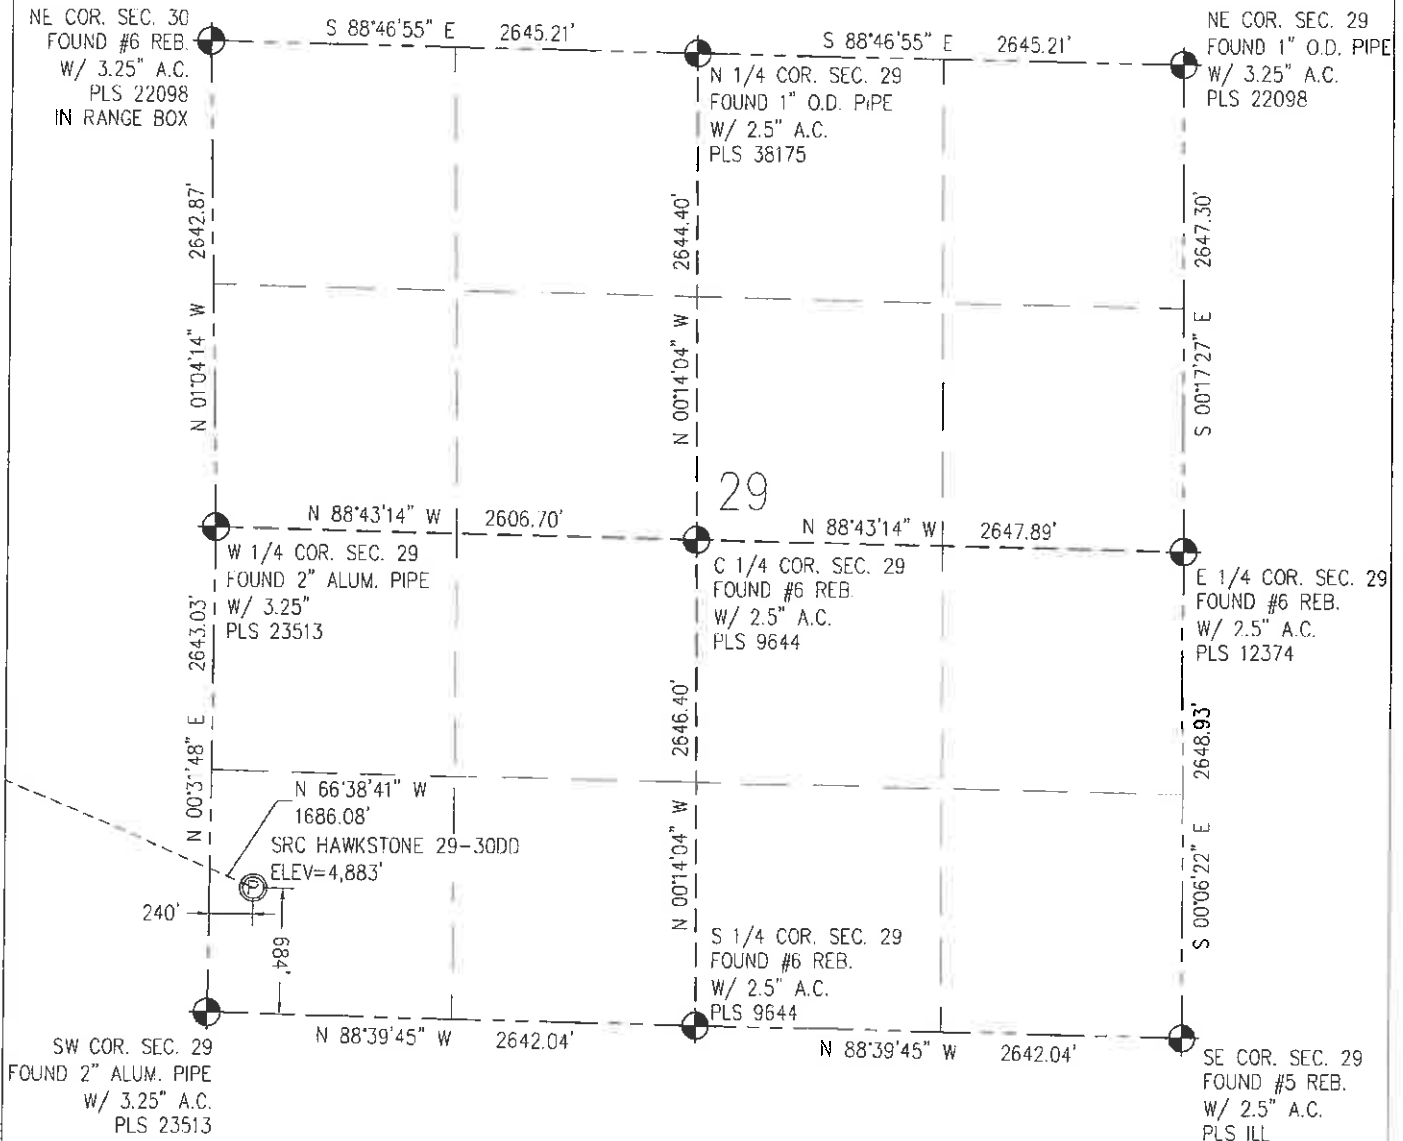 NE COR. SEC. 30
FOUND #6 REB.
W/ 3.25" A.C.
PLS 22098
IN RANGE BOX
S 88°46'55" E 2645.21'
N 1/4 COR. SEC. 29
FOUND 1" O.D. PIPE
W/ 2.5" A.C.
PLS 38175
S 88°46'55" E 2645.21'
NE COR. SEC. 29
FOUND 1" O.D. PIPE
W/ 3.25" A.C.
PLS 22098
N 01°04'14" W 2642.87'
N 00°14'04" W 2644.40'
S 00°17'27" E 2647.30'
29
N 88°43'14" W 2606.70'
N 88°43'14" W 2647.89'
W 1/4 COR. SEC. 29
FOUND 2" ALUM. PIPE
W/ 3.25"
PLS 23513
C 1/4 COR. SEC. 29
FOUND #6 REB.
W/ 2.5" A.C.
PLS 9644
E 1/4 COR. SEC. 29
FOUND #6 REB.
W/ 2.5" A.C.
PLS 12374
N 00°31'48" E 2643.03'
N 00°14'04" W 2646.40'
S 00°06'22" E 2648.93'
N 66°38'41" W
1686.08'
SRC HAWKSTONE 29-30DD
ELEV=4,883'
P
240'
684'
S 1/4 COR. SEC. 29
FOUND #6 REB.
W/ 2.5" A.C.
PLS 9644
N 88°39'45" W 2642.04'
N 88°39'45" W 2642.04'
SW COR. SEC. 29
FOUND 2" ALUM. PIPE
W/ 3.25" A.C.
PLS 23513
SE COR. SEC. 29
FOUND #5 REB.
W/ 2.5" A.C.
PLS ILL